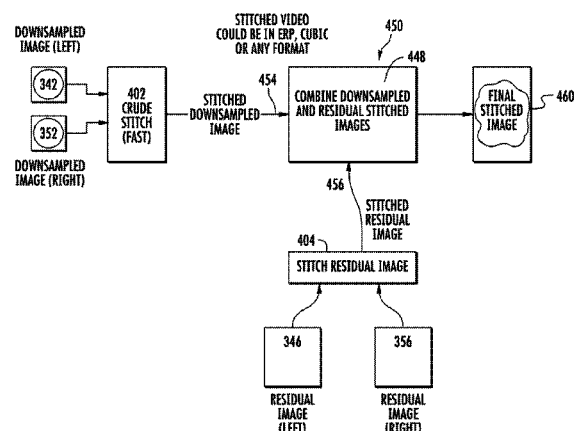 DOWNSAMPLED
IMAGE (LEFT)
342
352
DOWNSAMPLED
IMAGE (RIGHT)
402
CRUDE
STITCH
(FAST)
STITCHED VIDEO
COULD BE IN ERP, CUBIC
OR ANY FORMAT
STITCHED
DOWNSAMPLED
IMAGE
454
450
448
COMBINE DOWNSAMPLED
AND RESIDUAL STITCHED
IMAGES
FINAL
STITCHED
IMAGE
460
456
STITCHED
RESIDUAL
IMAGE
404
STITCH RESIDUAL IMAGE
346
356
RESIDUAL
IMAGE
(LEFT)
RESIDUAL
IMAGE
(RIGHT)